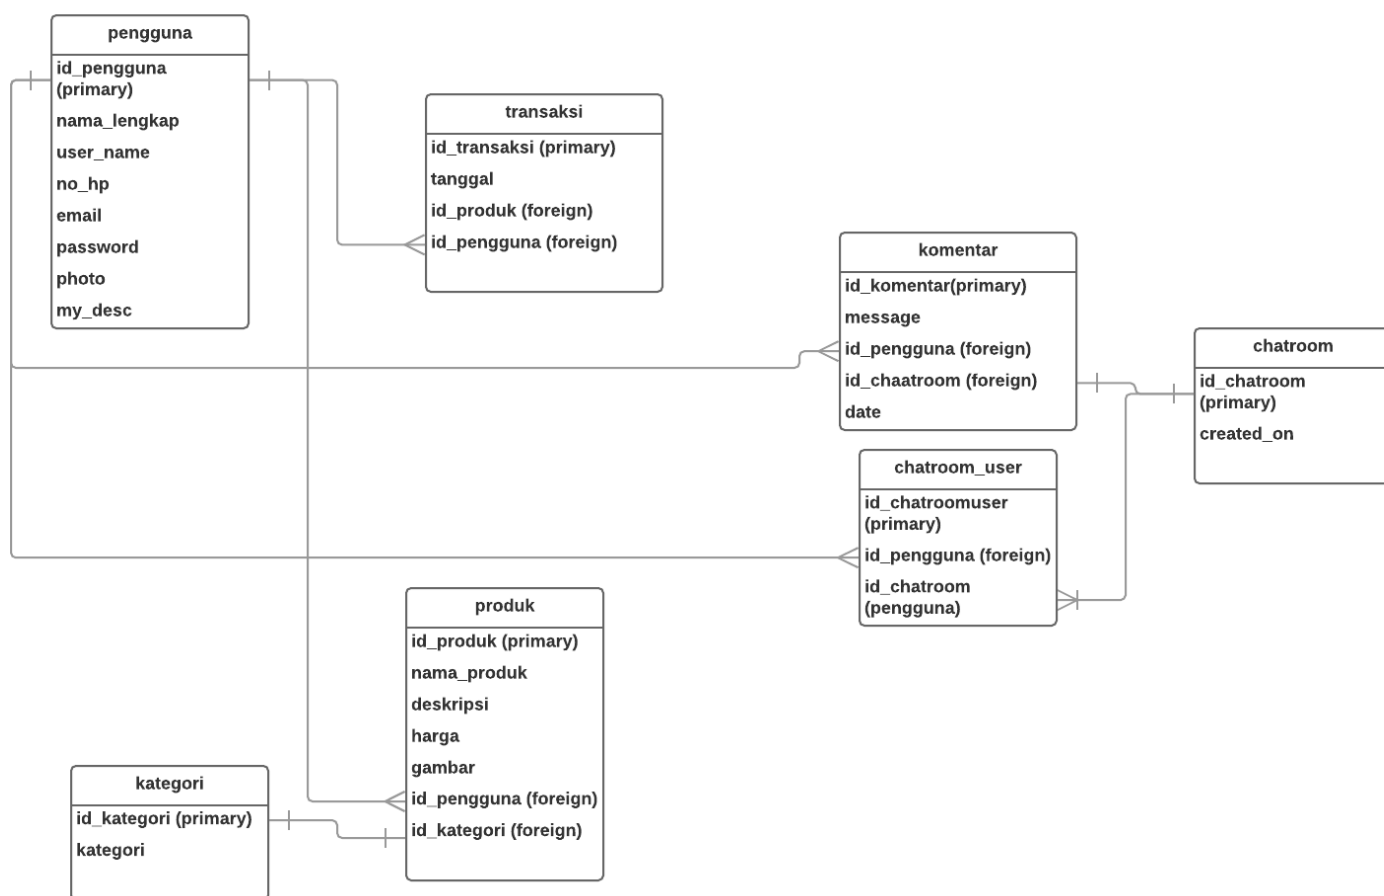 pengguna
id_pengguna
(primary)
nama_lengkap
user_name
no_hp
email
password
photo
my_desc
transaksi
id_transaksi (primary)
tanggal
id_produk (foreign)
id_pengguna (foreign)
komentar
id_komentar(primary)
message
id_pengguna (foreign)
id_chaatroom (foreign)
date
chatroom
id_chatroom
(primary)
created_on
chatroom_user
id_chatroomuser
(primary)
id_pengguna (foreign)
id_chatroom
(pengguna)
produk
id_produk (primary)
nama_produk
deskripsi
harga
gambar
id_pengguna (foreign)
id_kategori (foreign)
kategori
id_kategori (primary)
kategori